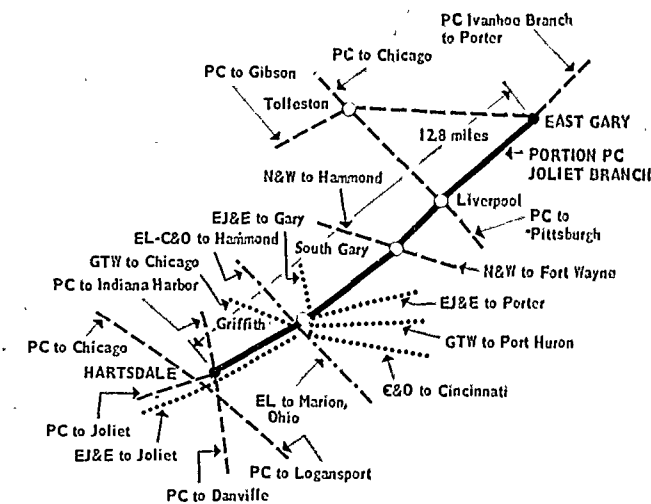 PC Ivanhoe Branch
to Porter
PC to Chicago
PC to Gibson
Tolleston
EAST GARY
12.8 miles
PORTION PC
JOLIET BRANCH
N&W to Hammond
Liverpool
EJ&E to Gary
PC to
Pittsburgh
EL-C&O to Hammond
South Gary
GTW to Chicago
N&W to Fort Wayne
PC to Indiana Harbor
EJ&E to Porter
Griffith
PC to Chicago
GTW to Port Huron
HARTSDALE
C&O to Cincinnati
EL to Marion,
Ohio
PC to Joliet
EJ&E to Joliet
PC to Logansport
PC to Danville